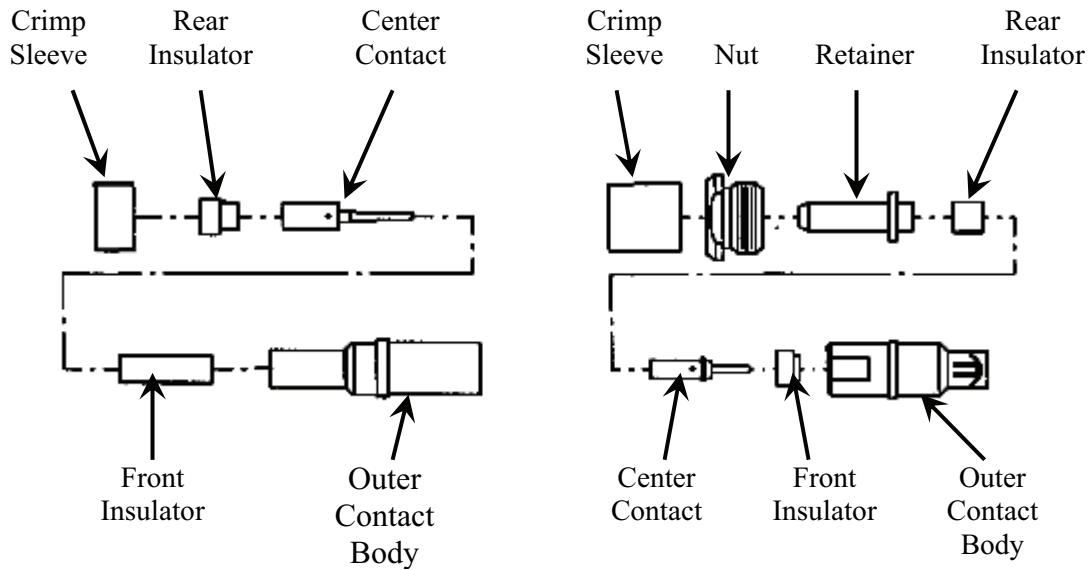 Crimp
Sleeve
Rear
Insulator
Center
Contact
Crimp
Sleeve
Nut
Retainer
Rear
Insulator
Front
Insulator
Outer
Contact
Body
Center
Contact
Front
Insulator
Outer
Contact
Body